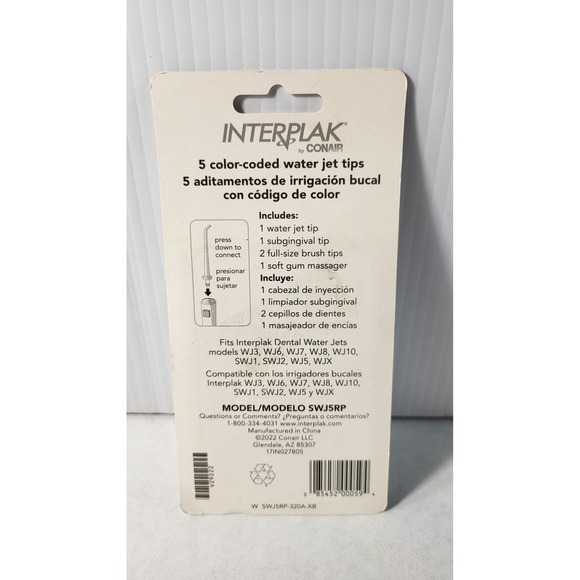 INTERPLAK®
by CONAIR
5 color-coded water jet tips
5 aditamentos de irrigación bucal
con código de color
press
down to
connect
presionar
para
sujetar
Includes:
1 water jet tip
1 subgingival tip
2 full-size brush tips
1 soft gum massager
Incluye:
1 cabezal de inyección
1 limpiador subgingival
2 cepillos de dientes
1 masajeador de encías
Fits Interplak Dental Water Jets
models WJ3, WJ6, WJ7, WJ8, WJ10,
SWJ1, SWJ2, WJ5, WJX
Compatible con los irrigadores bucales
Interplak WJ3, WJ6, WJ7, WJ8, WJ10,
SWJ1, SWJ2, WJ5 y WJX
MODEL/MODELO SWJ5RP
Questions or Comments? ¿Preguntas o comentarios?
1-800-334-4031 www.interplak.com
Manufactured in China
©2022 Conair LLC
Glendale, AZ 85307
17IN027805
929222
0 85452 00059 4
W SWJ5RP-320A-XB